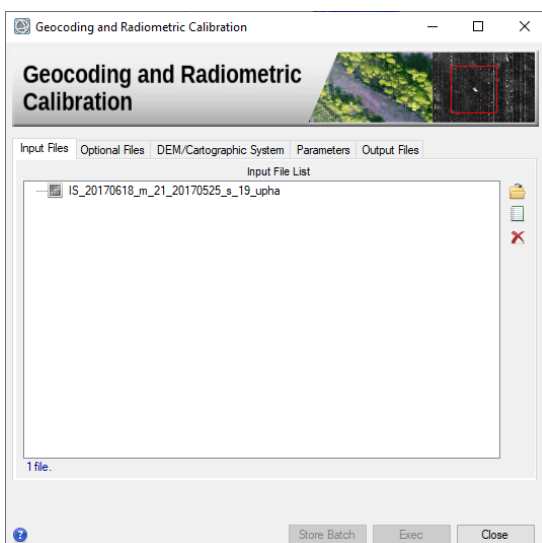 Geocoding and Radiometric Calibration
Geocoding and Radiometric
Calibration
Input Files Optional Files DEM/Cartographic System Parameters Output Files
Input File List
IS_20170618_m_21_20170525_s_19_upha
1 file.
Store Batch Exec Close